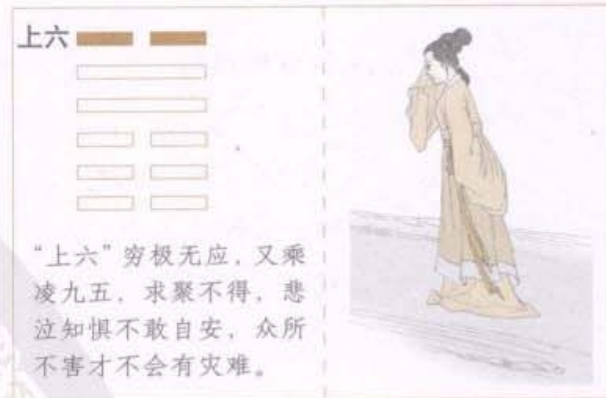 上六
“上六”穷极无应，又乘
凌九五，求聚不得，悲
泣知惧不敢自安，众所
不害才不会有灾难。